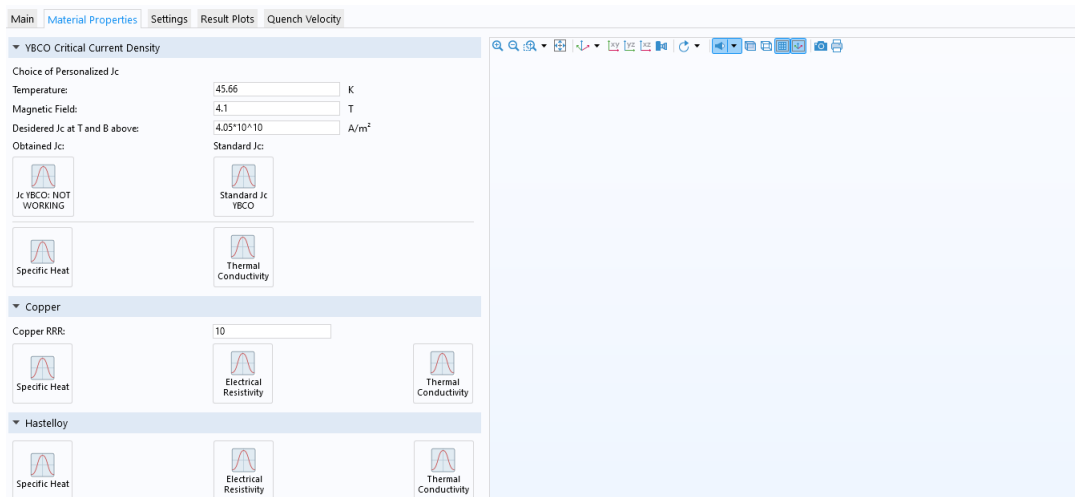 Main Material Properties Settings Result Plots Quench Velocity
YBCO Critical Current Density
Choice of Personalized Jc
Temperature: 45.66 K
Magnetic Field: 4.1 T
Desidered Jc at T and B above: 4.05*10^10 A/m²
Obtained Jc: Standard Jc:
Jc YBCO: NOT
WORKING
Standard Jc
YBCO
Specific Heat
Thermal
Conductivity
Copper
Copper RRR: 10
Specific Heat
Electrical
Resistivity
Thermal
Conductivity
Hastelloy
Specific Heat
Electrical
Resistivity
Thermal
Conductivity
xy yz xz